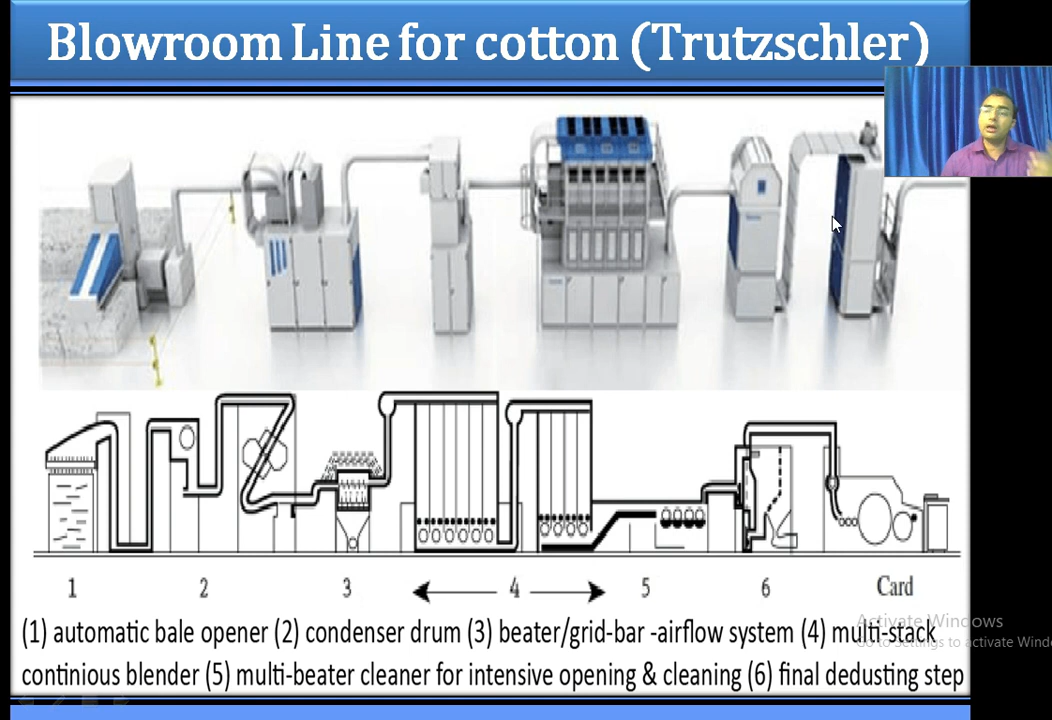 Blowroom Line for cotton (Trutzschler)
1 2 3 4 5 6 Card
(1) automatic bale opener (2) condenser drum (3) beater/grid-bar -airflow system (4) multi-stack
continious blender (5) multi-beater cleaner for intensive opening & cleaning (6) final dedusting step
Activate Windows
Go to Settings to activate Windo